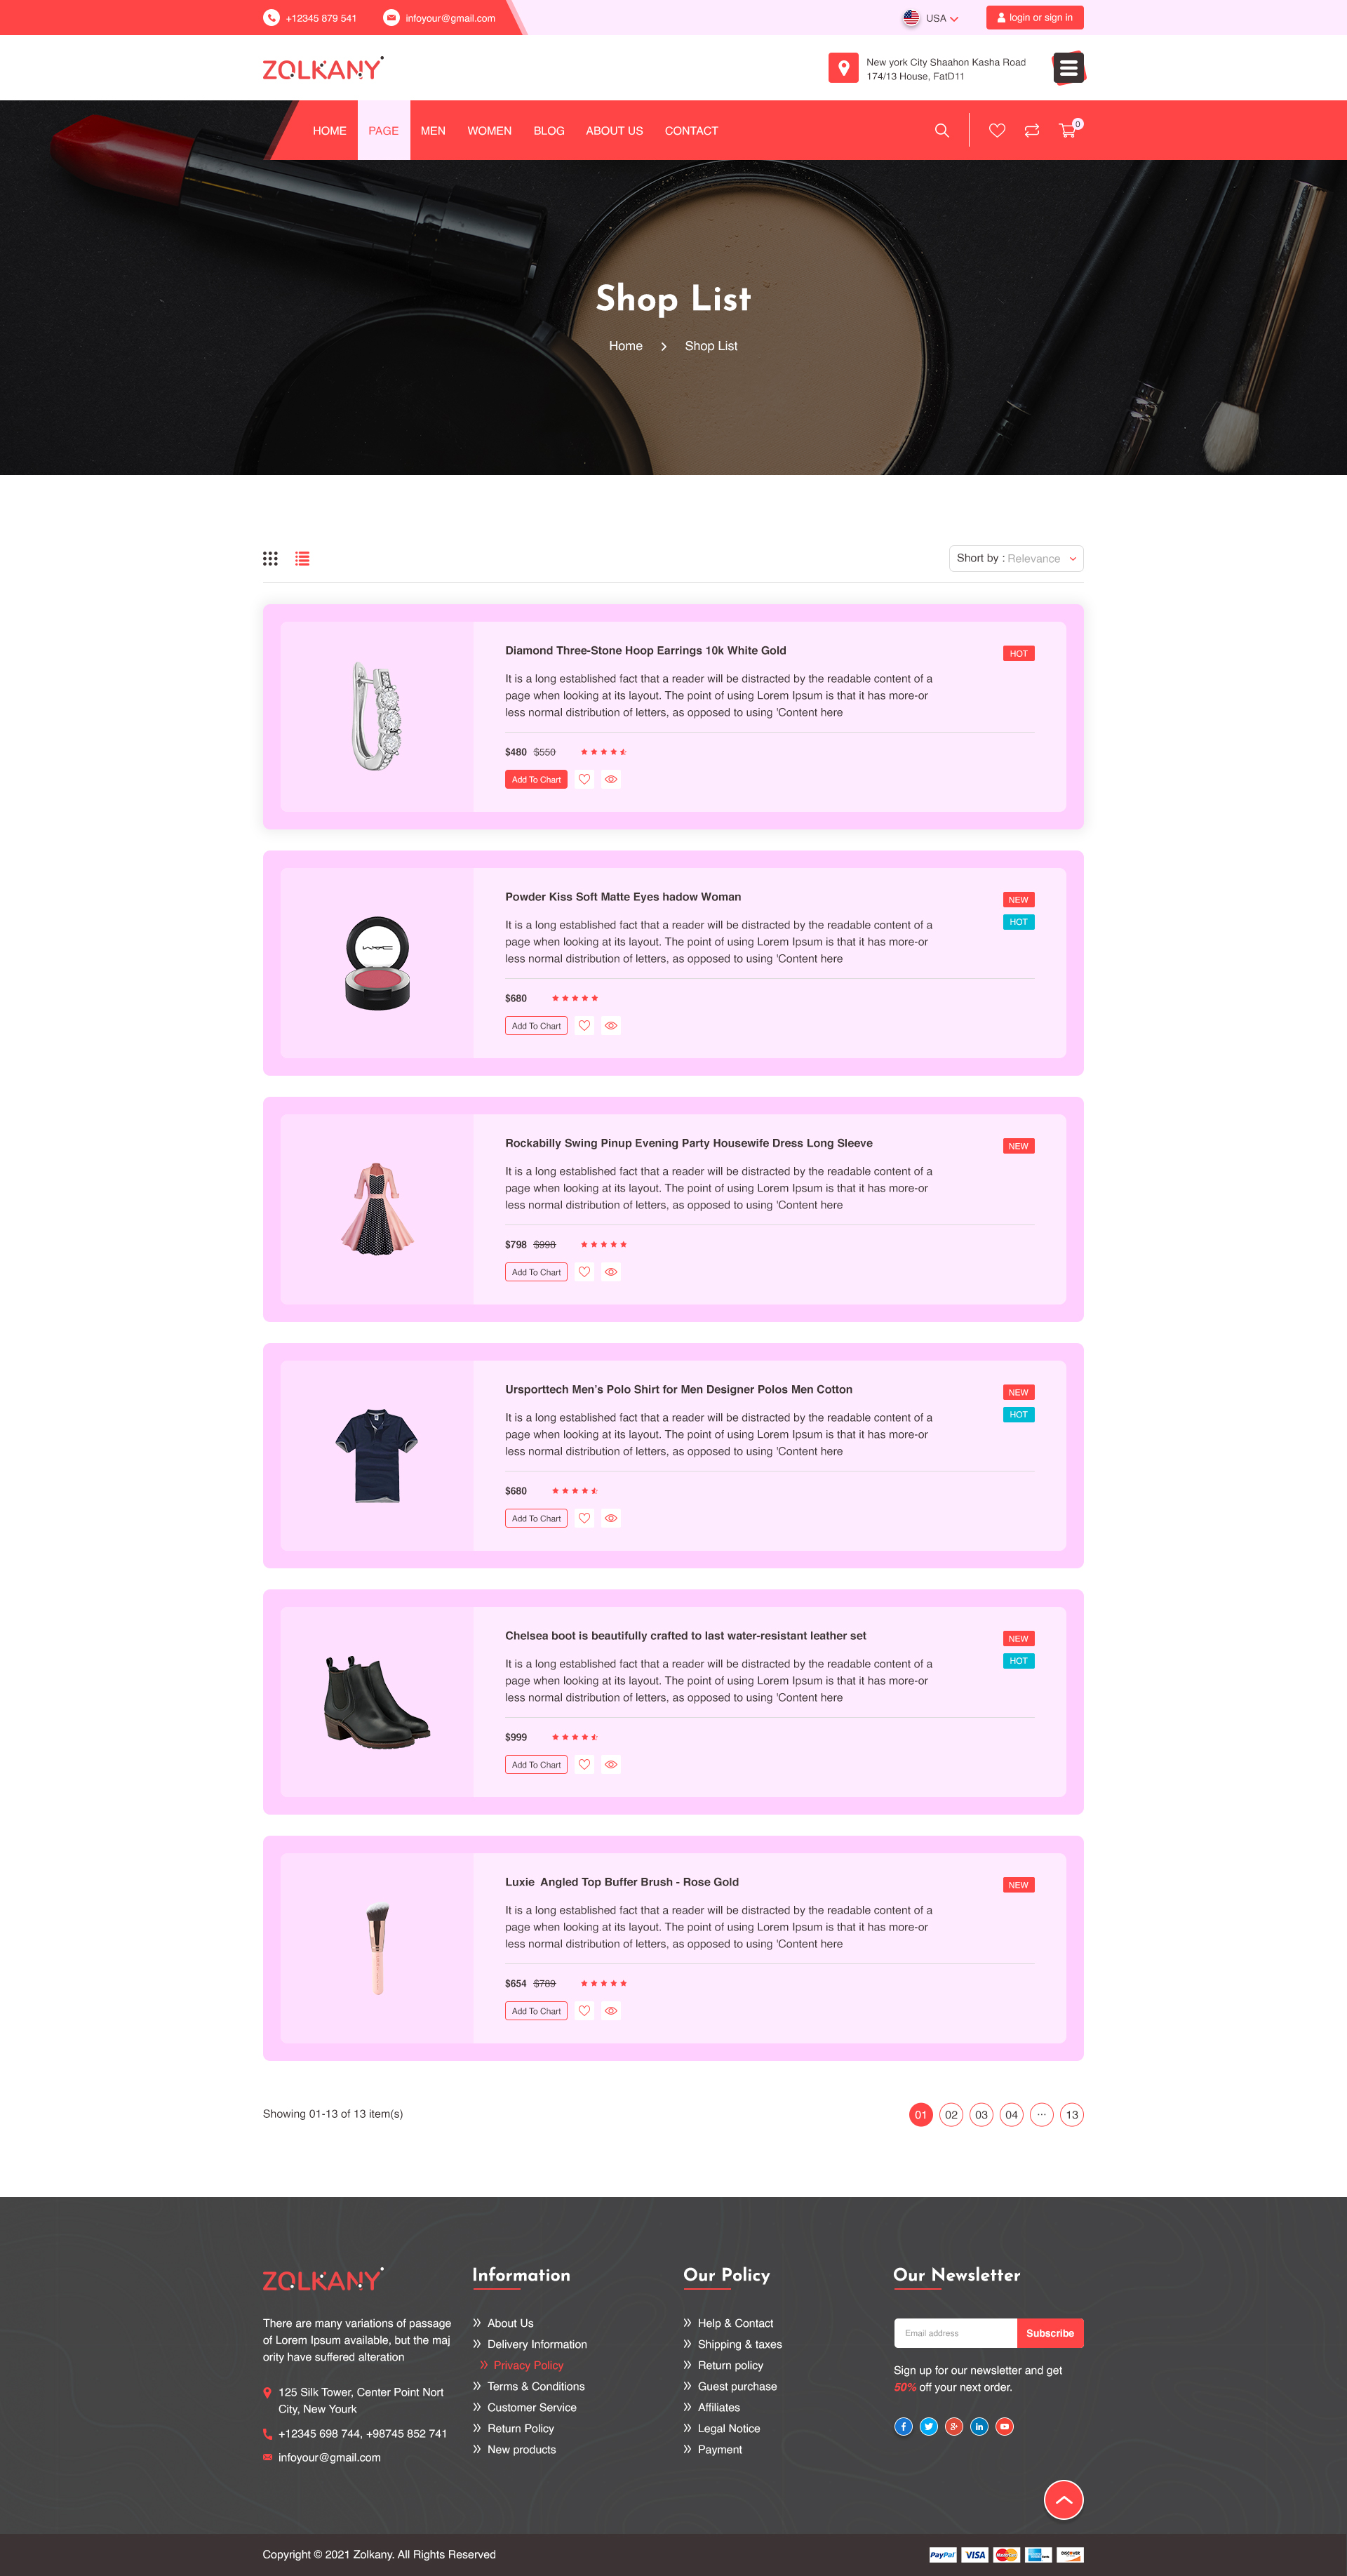 +12345 879 541
infoyour@gmail.com
USA
login or sign in
ZOLKANY
New york City Shaahon Kasha Road
174/13 House, FatD11
HOME
PAGE
MEN
WOMEN
BLOG
ABOUT US
CONTACT
0
Shop List
Home
Shop List
Short by : Relevance
Diamond Three-Stone Hoop Earrings 10k White Gold
HOT
It is a long established fact that a reader will be distracted by the readable content of a
page when looking at its layout. The point of using Lorem Ipsum is that it has more-or
less normal distribution of letters, as opposed to using 'Content here
$480 $550
Add To Chart
Powder Kiss Soft Matte Eyes hadow Woman
NEW
HOT
It is a long established fact that a reader will be distracted by the readable content of a
page when looking at its layout. The point of using Lorem Ipsum is that it has more-or
less normal distribution of letters, as opposed to using 'Content here
MAC
$680
Add To Chart
Rockabilly Swing Pinup Evening Party Housewife Dress Long Sleeve
NEW
It is a long established fact that a reader will be distracted by the readable content of a
page when looking at its layout. The point of using Lorem Ipsum is that it has more-or
less normal distribution of letters, as opposed to using 'Content here
$798 $998
Add To Chart
Ursporttech Men's Polo Shirt for Men Designer Polos Men Cotton
NEW
HOT
It is a long established fact that a reader will be distracted by the readable content of a
page when looking at its layout. The point of using Lorem Ipsum is that it has more-or
less normal distribution of letters, as opposed to using 'Content here
$680
Add To Chart
Chelsea boot is beautifully crafted to last water-resistant leather set
NEW
HOT
It is a long established fact that a reader will be distracted by the readable content of a
page when looking at its layout. The point of using Lorem Ipsum is that it has more-or
less normal distribution of letters, as opposed to using 'Content here
$999
Add To Chart
Luxie Angled Top Buffer Brush - Rose Gold
NEW
It is a long established fact that a reader will be distracted by the readable content of a
page when looking at its layout. The point of using Lorem Ipsum is that it has more-or
less normal distribution of letters, as opposed to using 'Content here
$654 $789
Add To Chart
Showing 01-13 of 13 item(s)
01 02 03 04 ... 13
ZOLKANY
There are many variations of passage
of Lorem Ipsum available, but the maj
ority have suffered alteration
125 Silk Tower, Center Point Nort
City, New Yourk
+12345 698 744, +98745 852 741
infoyour@gmail.com
Information
About Us
Delivery Information
Privacy Policy
Terms & Conditions
Customer Service
Return Policy
New products
Our Policy
Help & Contact
Shipping & taxes
Return policy
Guest purchase
Affiliates
Legal Notice
Payment
Our Newsletter
Email address
Subscribe
Sign up for our newsletter and get
50% off your next order.
Copyright © 2021 Zolkany. All Rights Reserved
PayPal
VISA
MasterCard
DISCOVER